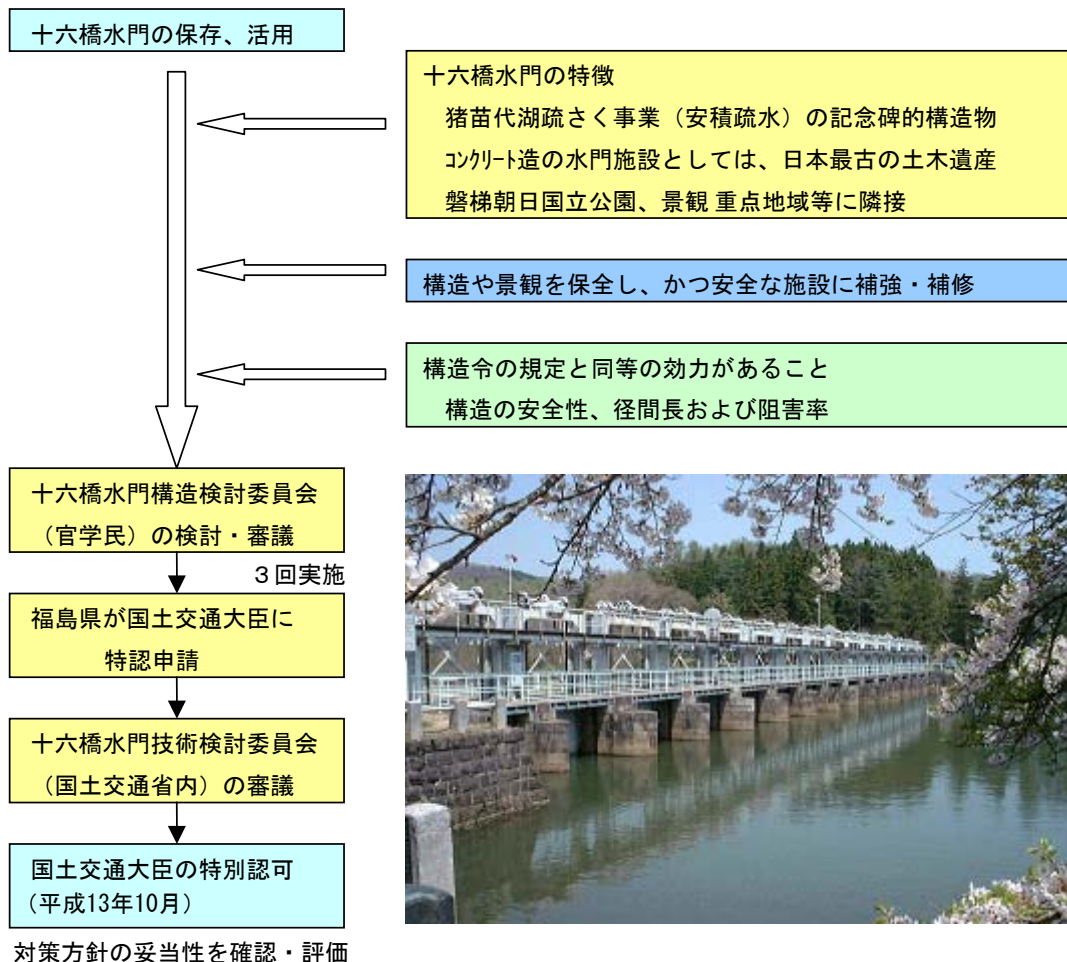 十六橋水門の保存、活用
十六橋水門の特徴
猪苗代湖疏さく事業（安積疏水）の記念碑的構造物
ｺﾝｸﾘｰﾄ造の水門施設としては、日本最古の土木遺産
磐梯朝日国立公園、景観 重点地域等に隣接
構造や景観を保全し、かつ安全な施設に補強・補修
構造令の規定と同等の効力があること
構造の安全性、径間長および阻害率
十六橋水門構造検討委員会
（官学民）の検討・審議
３回実施
福島県が国土交通大臣に
特認申請
十六橋水門技術検討委員会
（国土交通省内）の審議
国土交通大臣の特別認可
（平成13年10月）
対策方針の妥当性を確認・評価